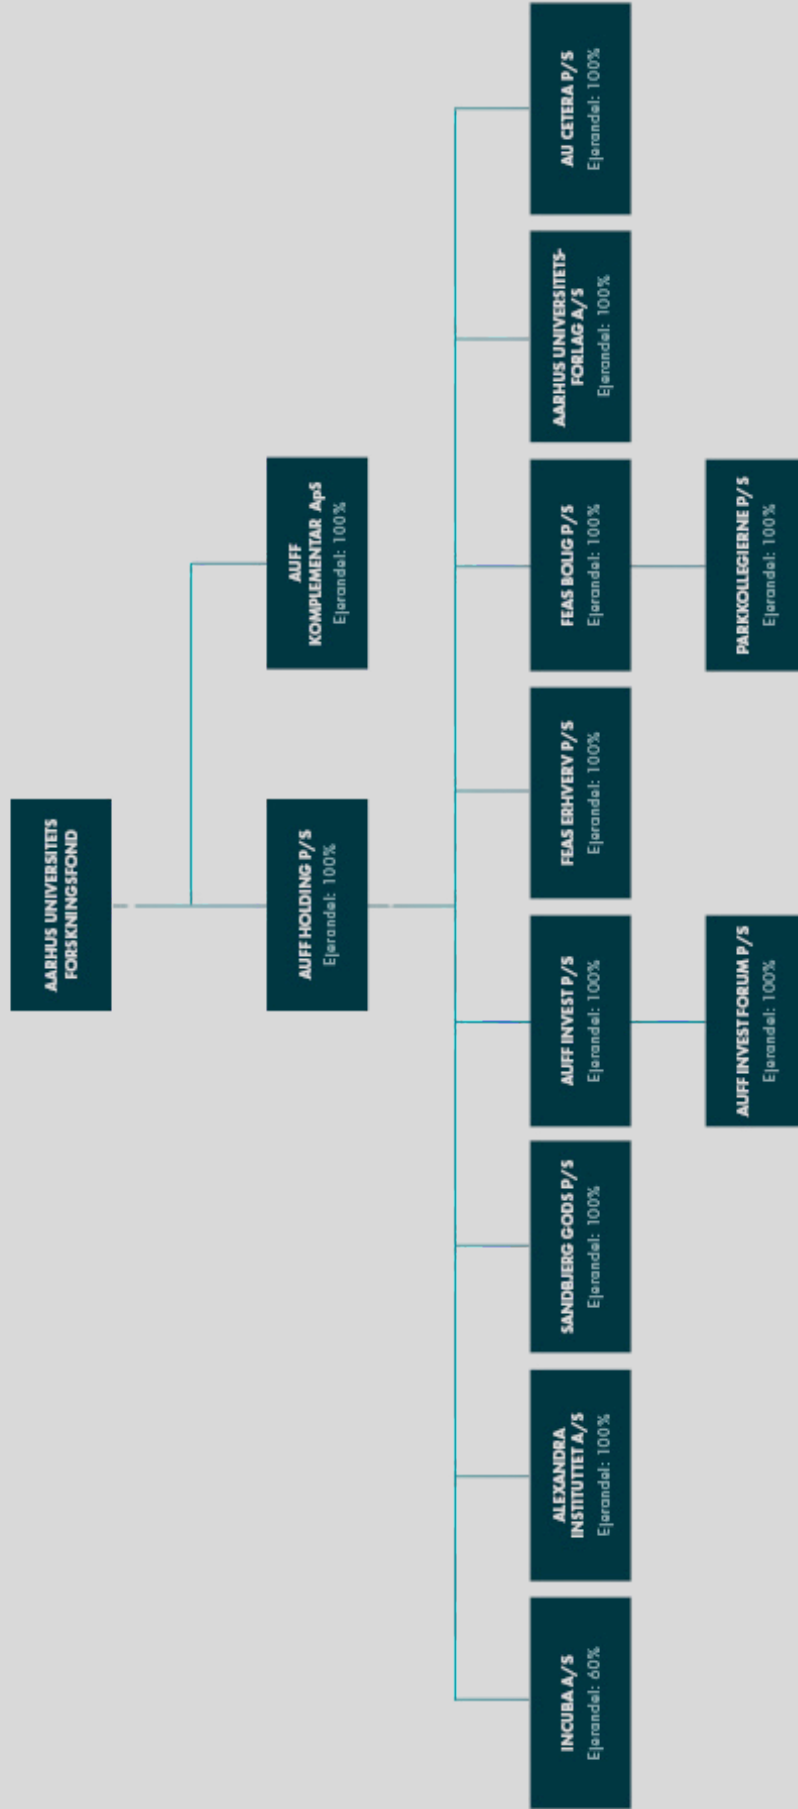 AARHUS UNIVERSITETS
FORSKNINGSFOND
AUFF HOLDING P/S
Ejerandel: 100%
AUFF
KOMPLEMENTAR ApS
Ejerandel: 100%
INCUBA A/S
Ejerandel: 60%
ALEXANDRA
INSTITUTTET A/S
Ejerandel: 100%
SANDBJERG GODS P/S
Ejerandel: 100%
AUFF INVEST P/S
Ejerandel: 100%
FEAS ERHVERV P/S
Ejerandel: 100%
FEAS BOLIG P/S
Ejerandel: 100%
AARHUS UNIVERSITETS-
FORLAG A/S
Ejerandel: 100%
AU CETERA P/S
Ejerandel: 100%
AUFF INVEST FORUM P/S
Ejerandel: 100%
PARKKOLLEGIERNE P/S
Ejerandel: 100%